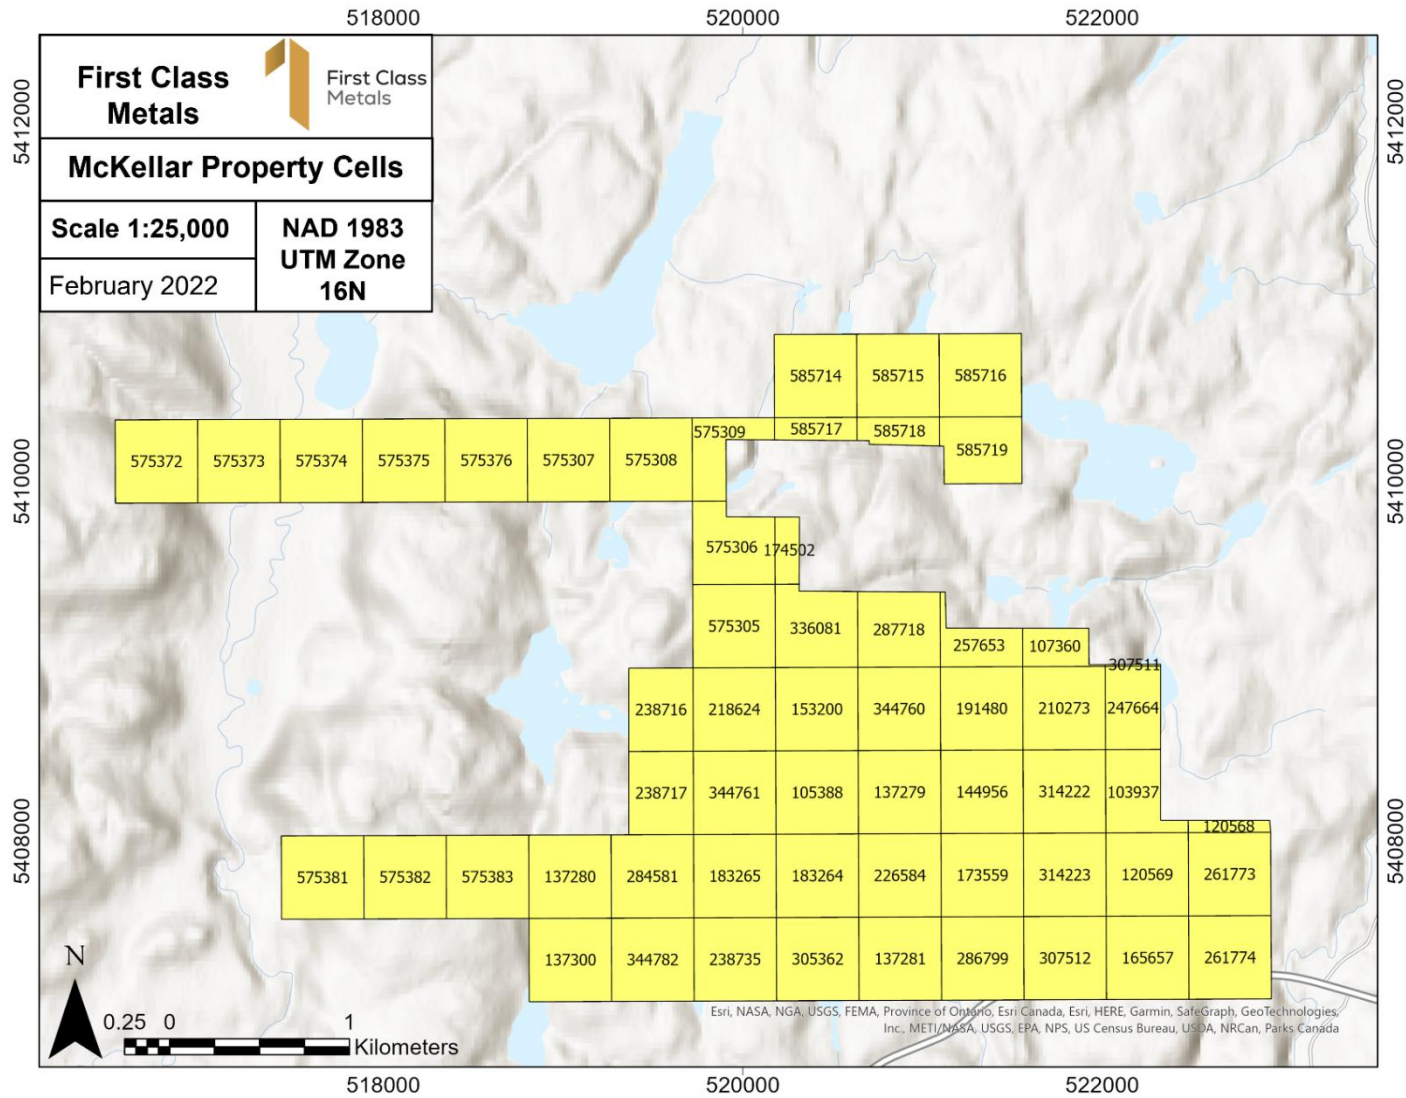 518000 520000 522000
First Class
Metals
First Class
Metals
McKellar Property Cells
Scale 1:25,000
February 2022
NAD 1983
UTM Zone
16N
5412000
5412000
585714 585715 585716
575309 585717 585718
585719
575372 575373 575374 575375 575376 575307 575308
5410000
5410000
575306 174502
575305 336081 287718
257653 107360
307511
238716 218624 153200 344760 191480 210273 247664
238717 344761 105388 137279 144956 314222 103937
120568
5408000
5408000
575381 575382 575383 137280 284581 183265 183264 226584 173559 314223 120569 261773
137300 344782 238735 305362 137281 286799 307512 165657 261774
N
0.25 0 1
Kilometers
Esri, NASA, NGA, USGS, FEMA, Province of Ontario, Esri Canada, Esri, HERE, Garmin, SafeGraph, GeoTechnologies,
Inc., METI/NASA, USGS, EPA, NPS, US Census Bureau, USDA, NRCan, Parks Canada
518000 520000 522000